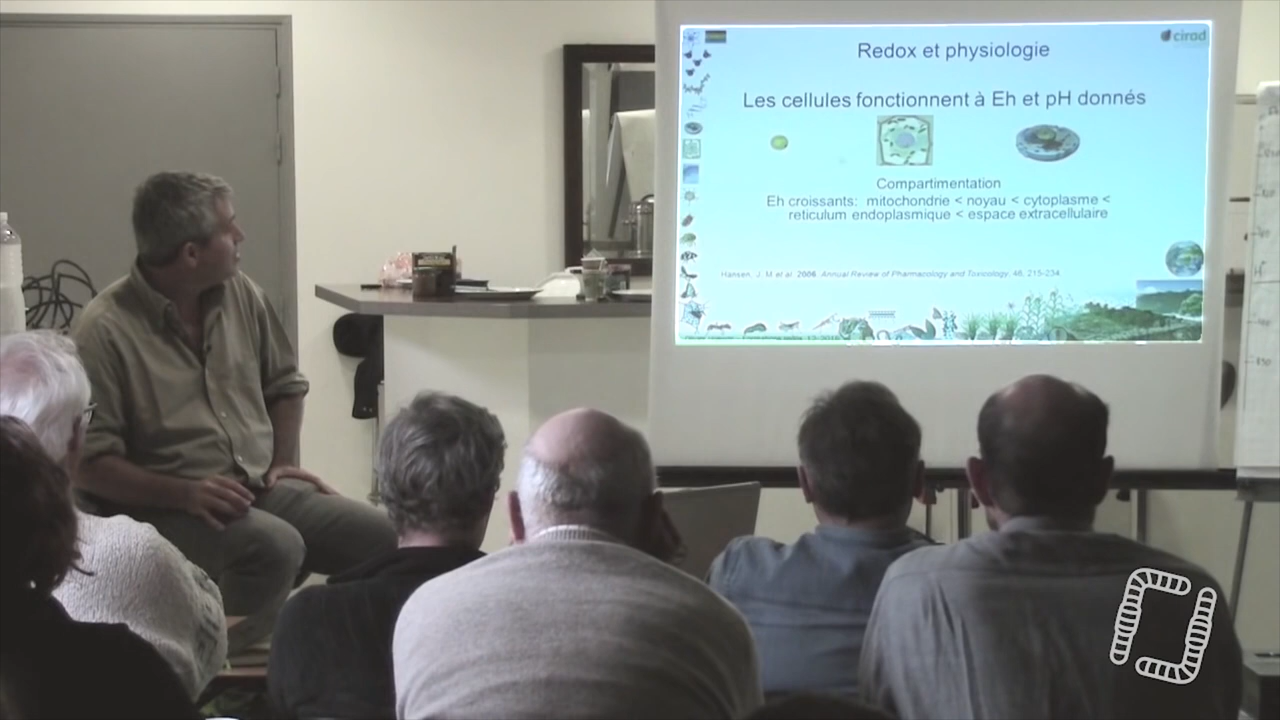 cirad
Redox et physiologie
Les cellules fonctionnent à Eh et pH donnés
Compartimentation
Eh croissants: mitochondrie < noyau < cytoplasme <
reticulum endoplasmique < espace extracellulaire
Hansen, J. M et al. 2006. Annual Review of Pharmacology and Toxicology, 46, 215-234